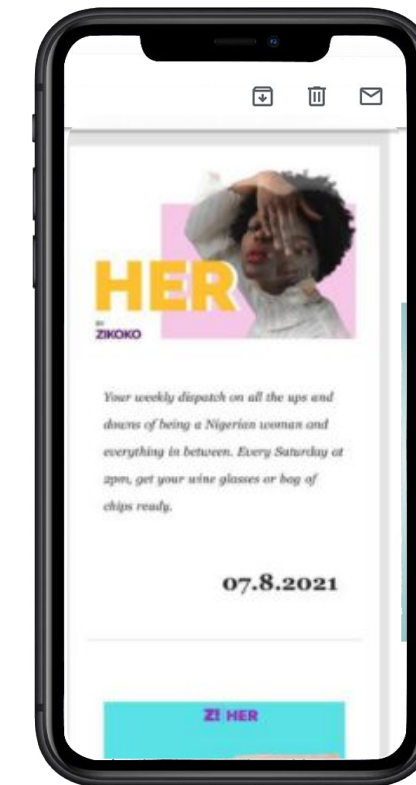 HER
BY
ZIKOKO
Your weekly dispatch on all the ups and
downs of being a Nigerian woman and
everything in between. Every Saturday at
2pm, get your wine glasses or bag of
chips ready.
07.8.2021
Z! HER